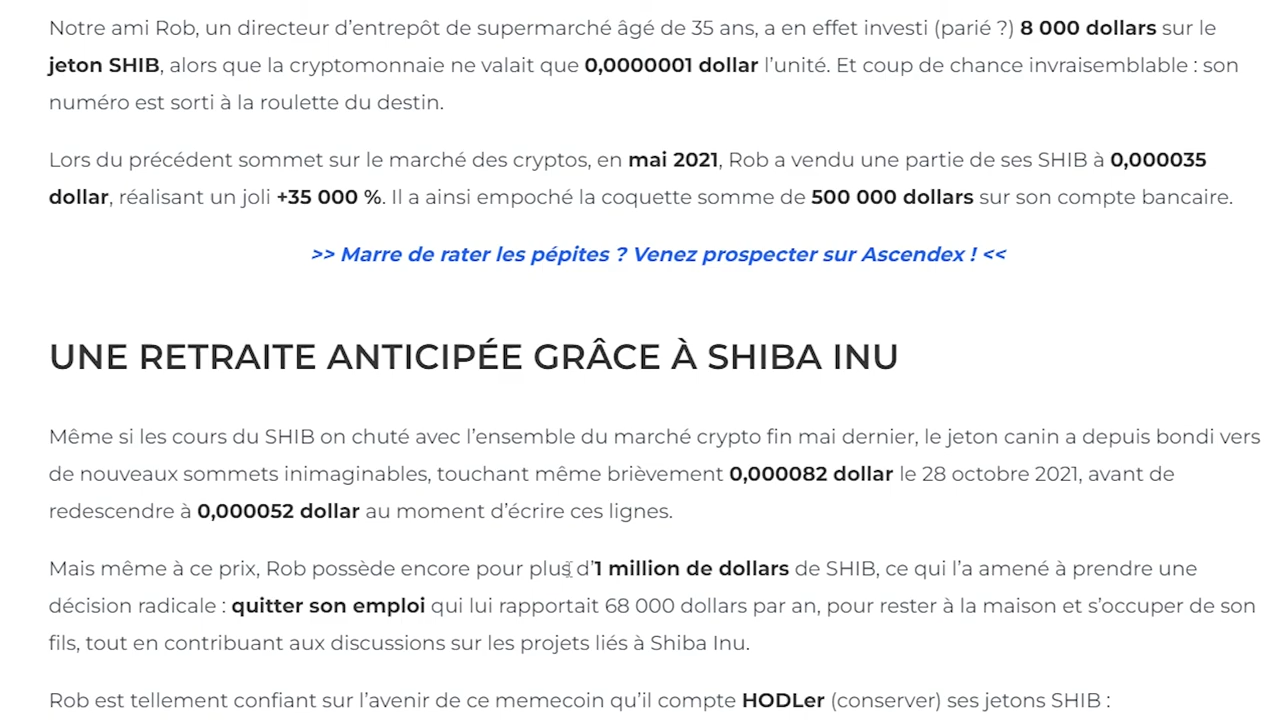 Notre ami Rob, un directeur d’entrepôt de supermarché âgé de 35 ans, a en effet investi (parié ?) 8 000 dollars sur le
jeton SHIB, alors que la cryptomonnaie ne valait que 0,0000001 dollar l’unité. Et coup de chance invraisemblable : son
numéro est sorti à la roulette du destin.
Lors du précédent sommet sur le marché des cryptos, en mai 2021, Rob a vendu une partie de ses SHIB à 0,000035
dollar, réalisant un joli +35 000 %. Il a ainsi empoché la coquette somme de 500 000 dollars sur son compte bancaire.
>> Marre de rater les pépites ? Venez prospecter sur Ascendex ! <<
UNE RETRAITE ANTICIPÉE GRÂCE À SHIBA INU
Même si les cours du SHIB on chuté avec l’ensemble du marché crypto fin mai dernier, le jeton canin a depuis bondi vers
de nouveaux sommets inimaginables, touchant même brièvement 0,000082 dollar le 28 octobre 2021, avant de
redescendre à 0,000052 dollar au moment d’écrire ces lignes.
Mais même à ce prix, Rob possède encore pour plus d’1 million de dollars de SHIB, ce qui l’a amené à prendre une
décision radicale : quitter son emploi qui lui rapportait 68 000 dollars par an, pour rester à la maison et s’occuper de son
fils, tout en contribuant aux discussions sur les projets liés à Shiba Inu.
Rob est tellement confiant sur l’avenir de ce memecoin qu’il compte HODLer (conserver) ses jetons SHIB :